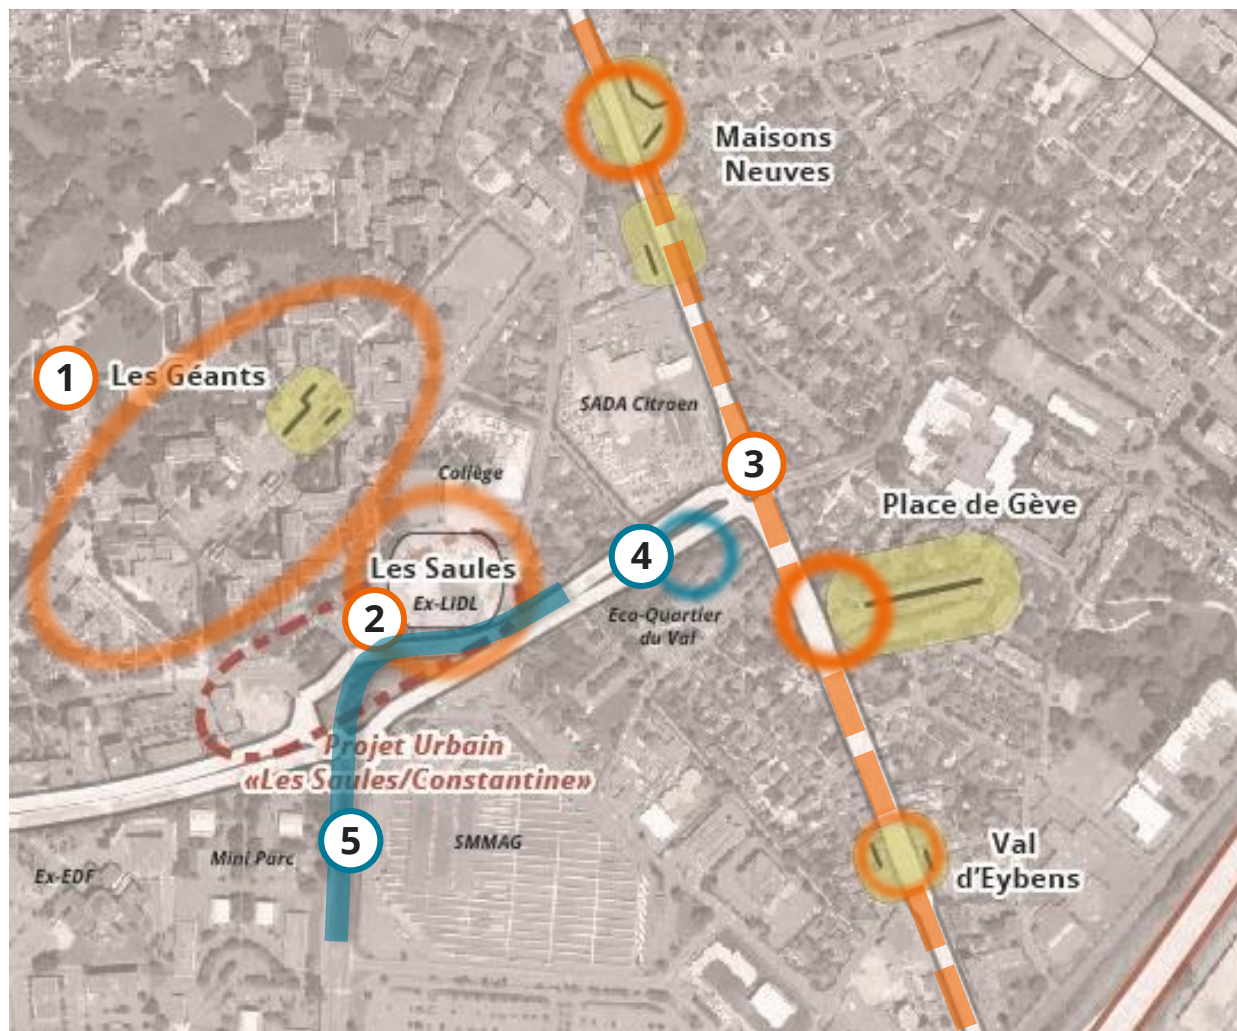 Maisons
Neuves
1
Les Géants
SADA Citroen
3
Collège
Place de Gève
4
Les Saules
Ex-LIDL
2
Eco-Quartier
du Val
Projet Urbain
«Les Saules/Constantine»
5
SMMAG
Mini Parc
Ex-EDF
Val
d'Eybens